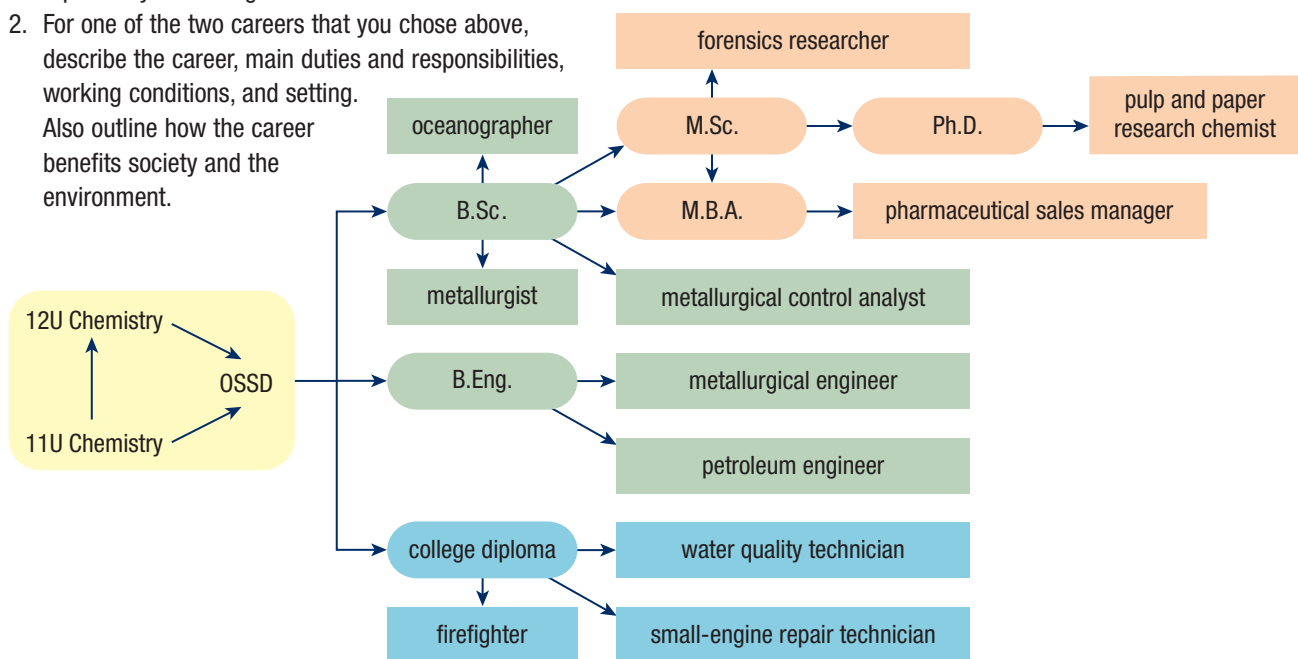 2. For one of the two careers that you chose above,
describe the career, main duties and responsibilities,
working conditions, and setting.
Also outline how the career
benefits society and the
environment.
forensics researcher
oceanographer
M.Sc.
Ph.D.
pulp and paper
research chemist
B.Sc.
M.B.A.
pharmaceutical sales manager
metallurgist
metallurgical control analyst
12U Chemistry
OSSD
11U Chemistry
B.Eng.
metallurgical engineer
petroleum engineer
college diploma
water quality technician
firefighter
small-engine repair technician